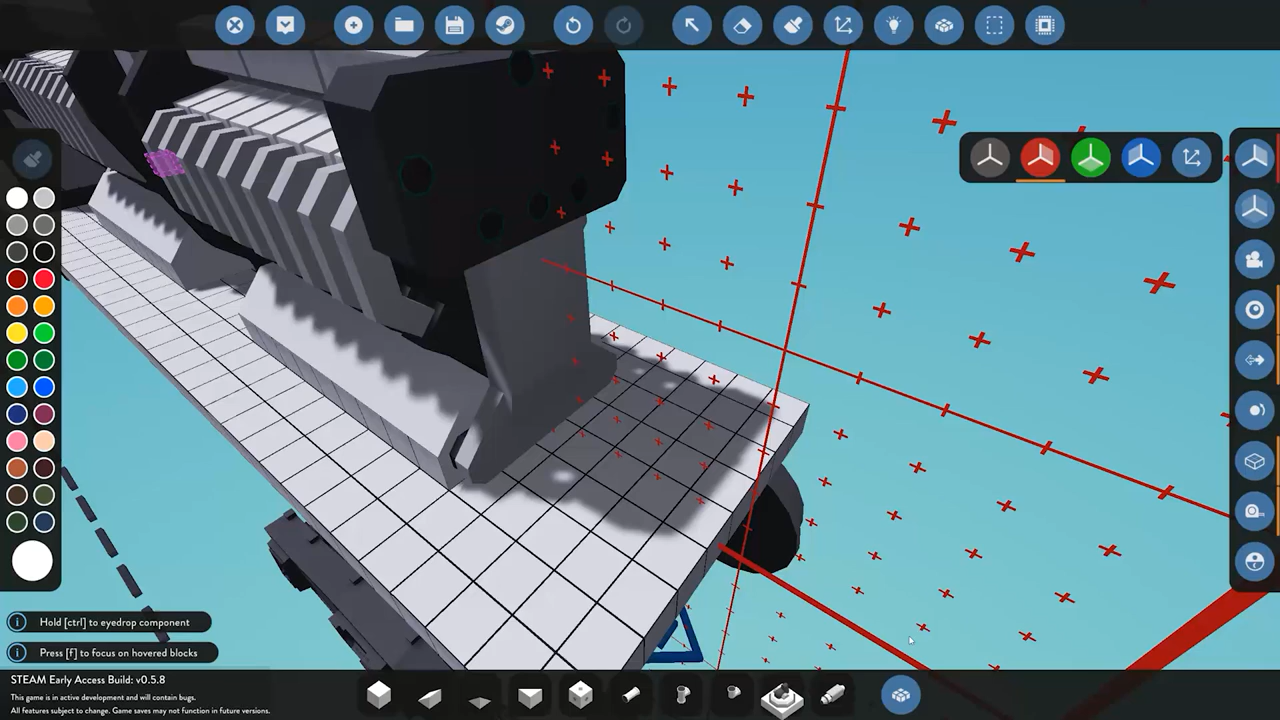 Hold [ctrl] to eyedrop component
Press [f] to focus on hovered blocks
STEAM Early Access Build: v0.5.8
This game is in active development and will contain bugs.
All features subject to change. Game saves may not function in future versions.